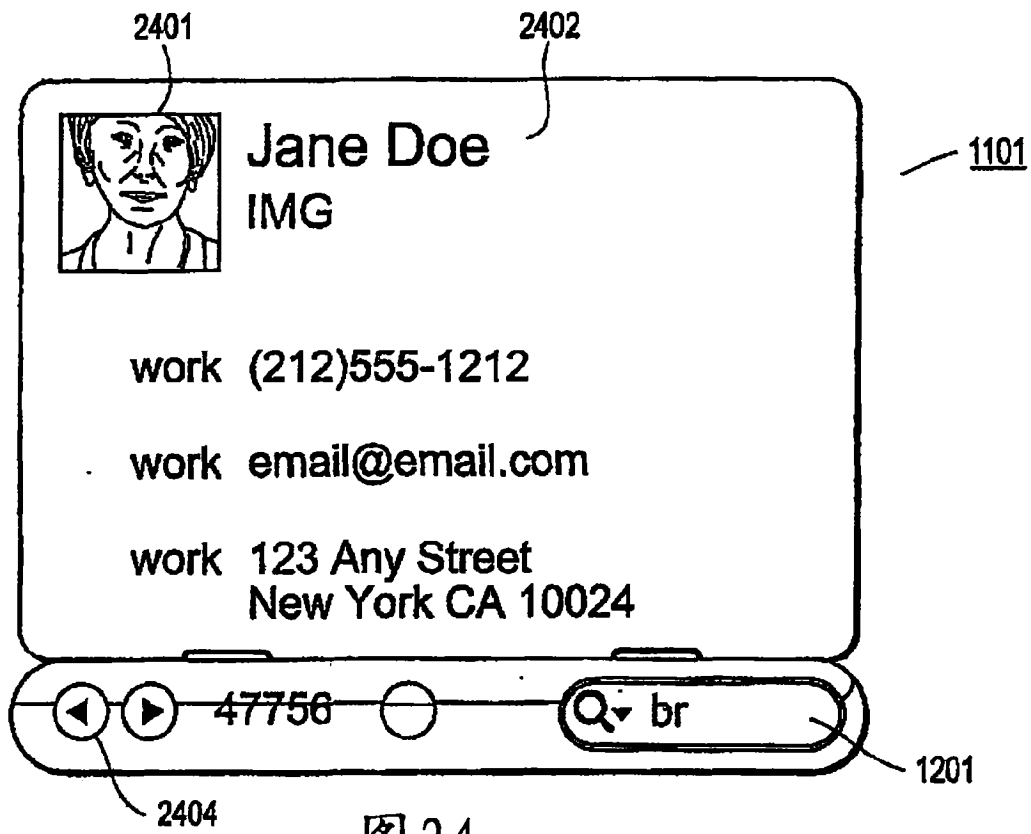 2401
2402
Jane Doe
IMG
1101
work (212)555-1212
work email@email.com
work 123 Any Street
New York CA 10024
47756
br
1201
2404
图 24